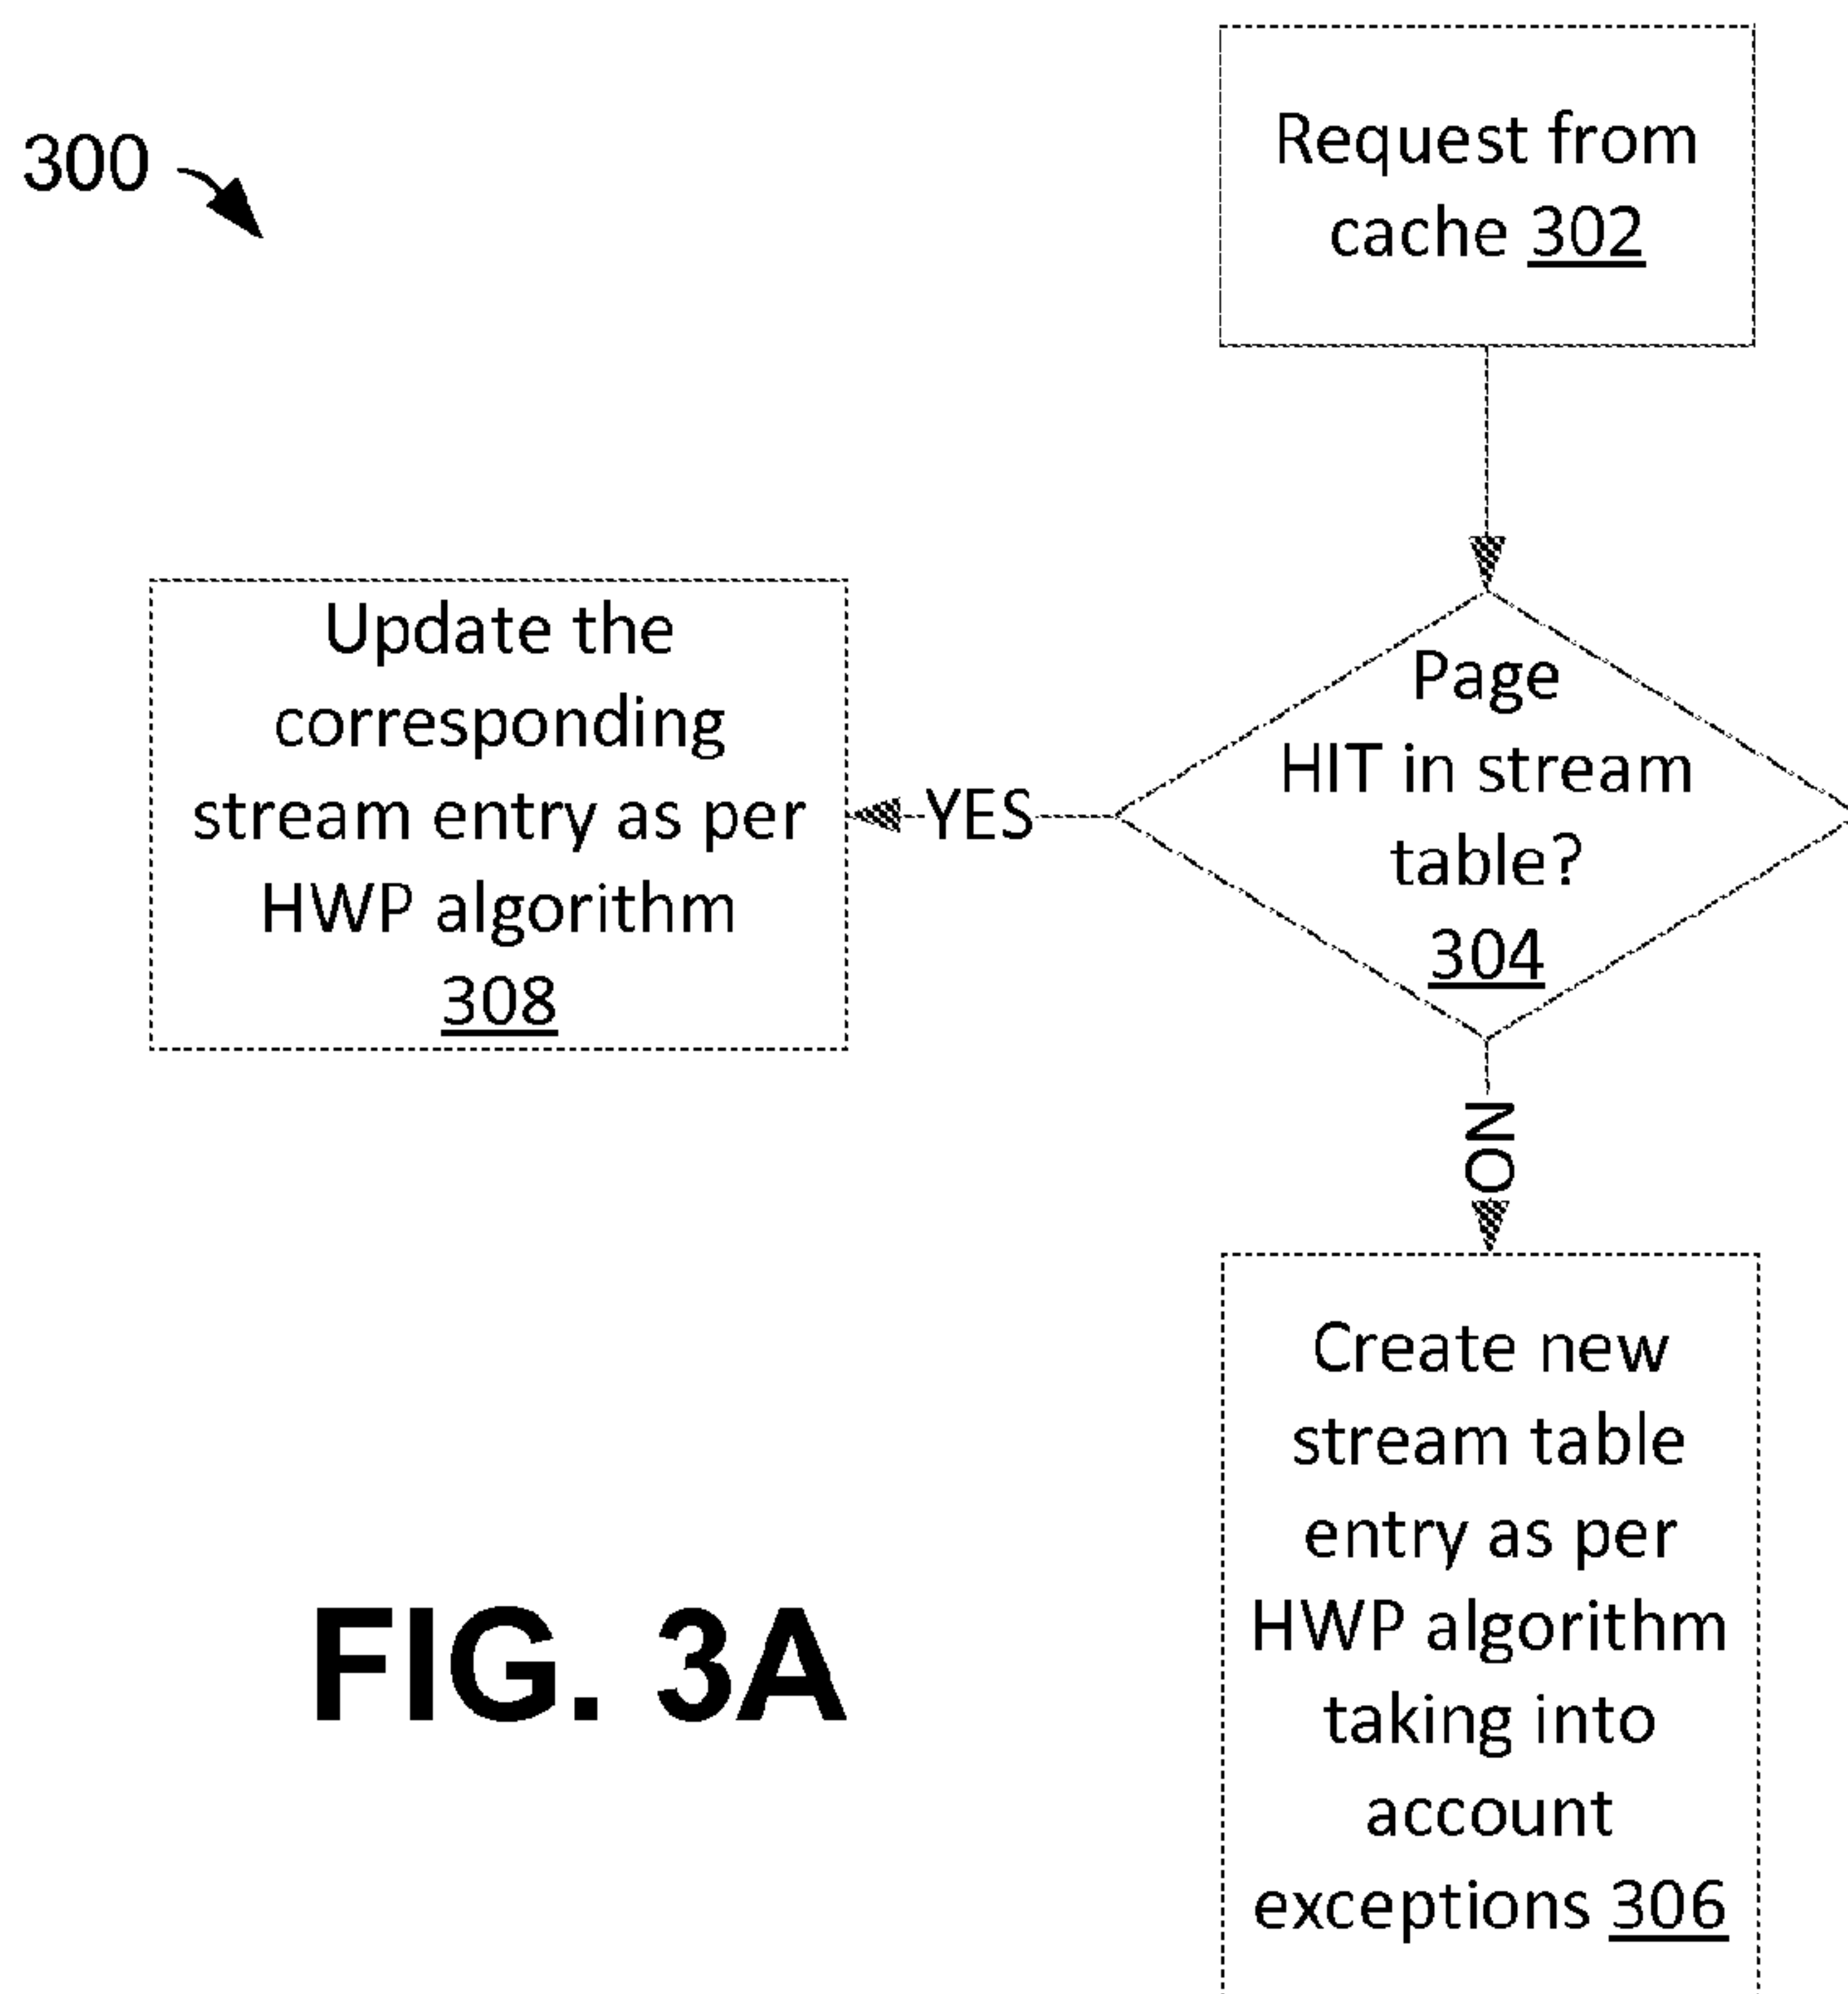 300
Request from
cache 302
Page
HIT in stream
table?
304
YES
Update the
corresponding
stream entry as per
HWP algorithm
308
NO
Create new
stream table
entry as per
HWP algorithm
taking into
account
exceptions 306
FIG. 3A